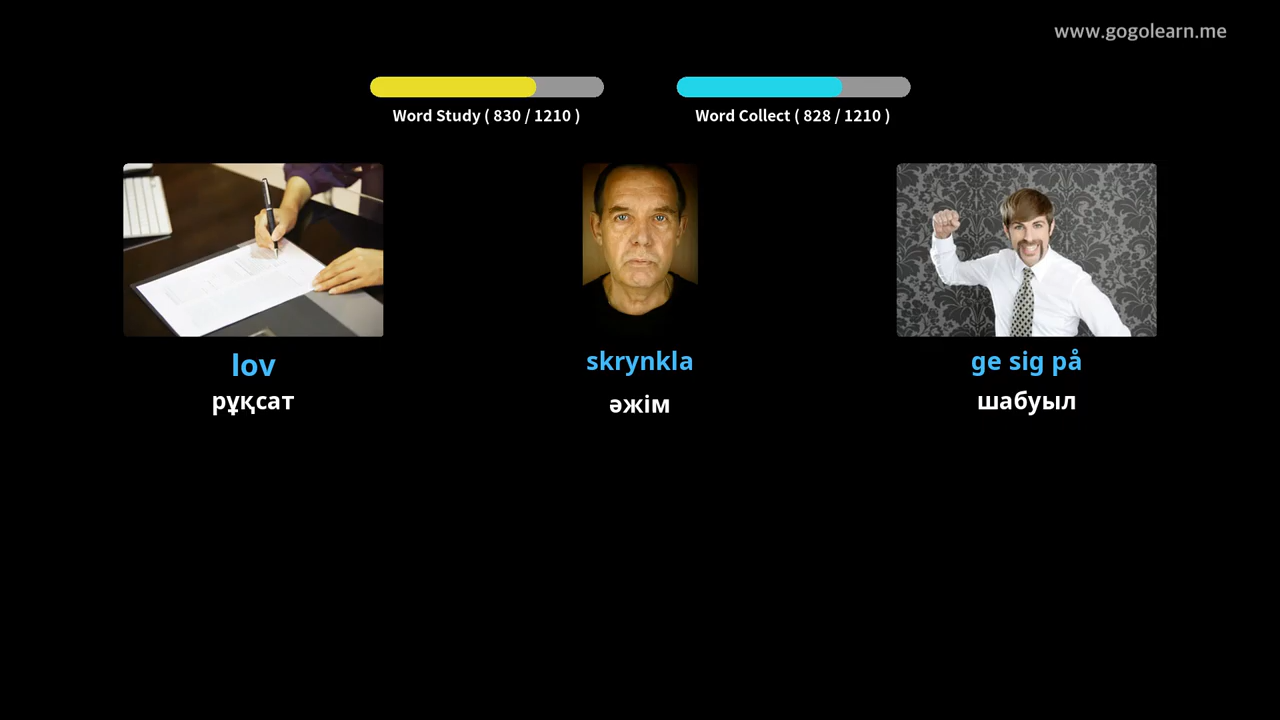 www.gogolearn.me
Word Study ( 830 / 1210 )
Word Collect ( 828 / 1210 )
lov
рұқсат
skrynkla
әжім
ge sig på
шабуыл